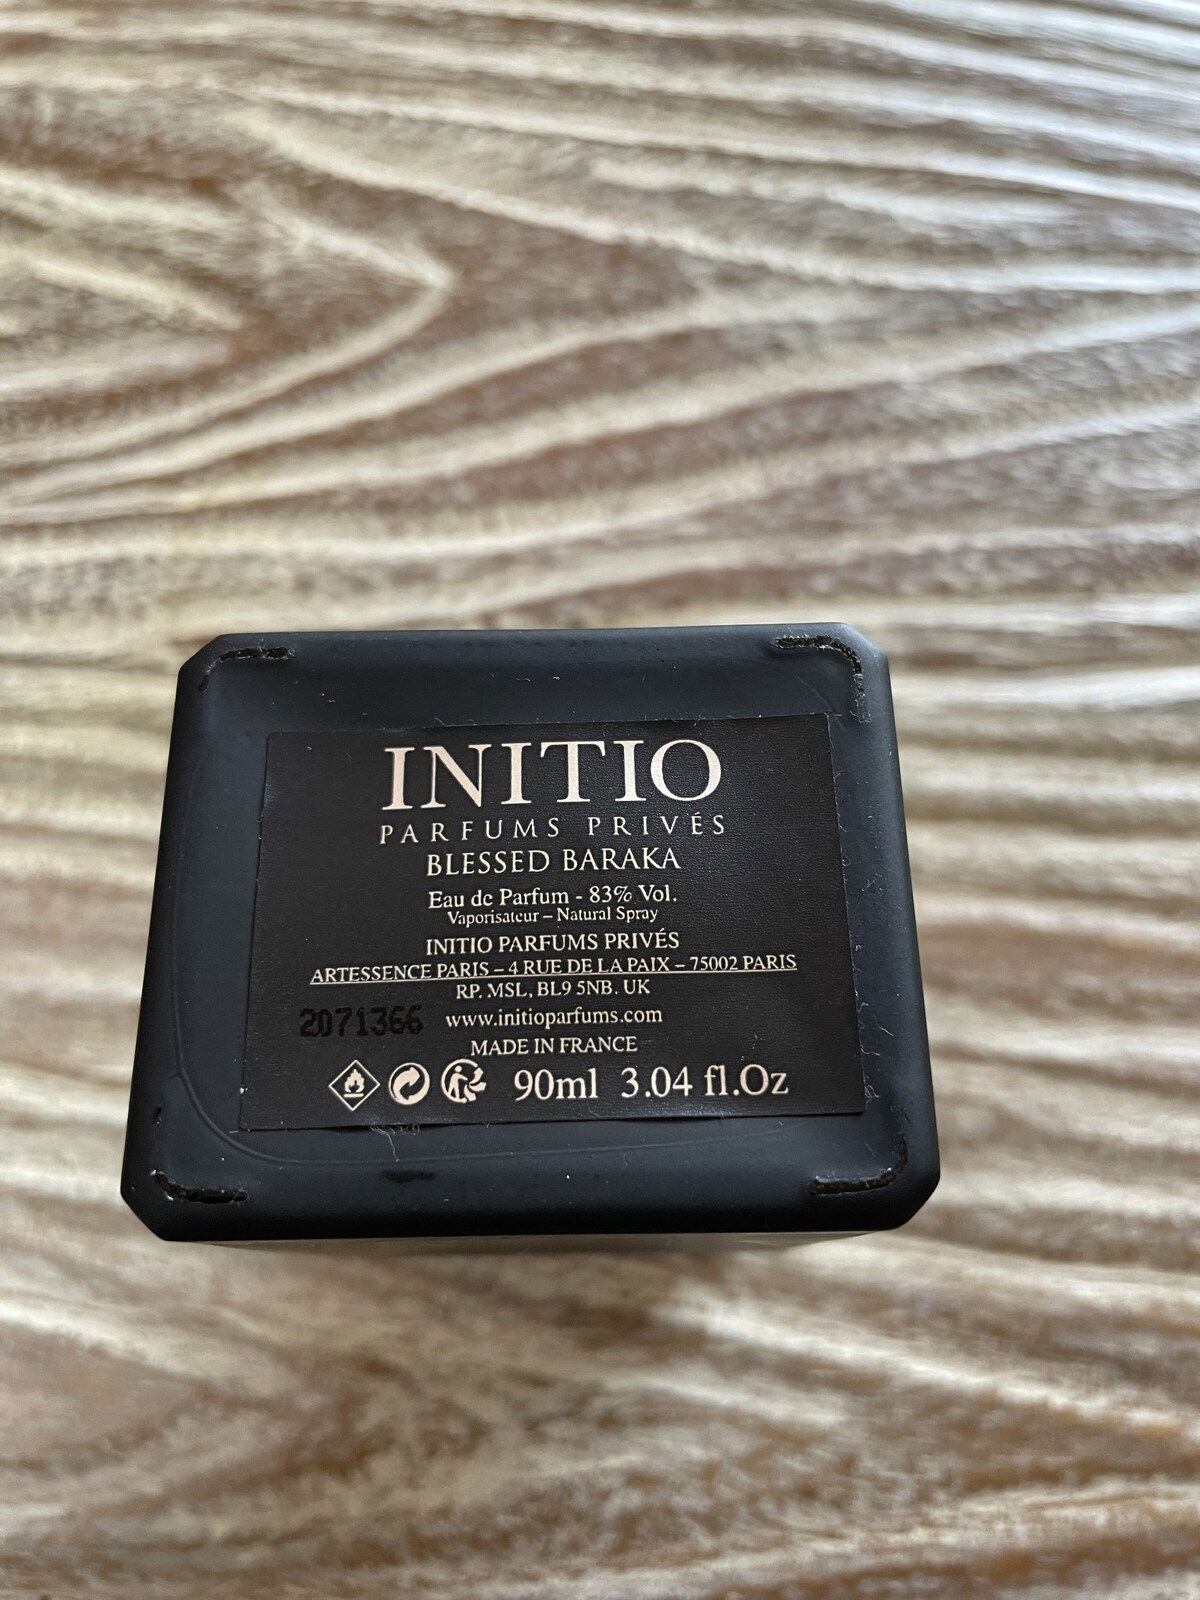 INITIO
PARFUMS PRIVÉS
BLESSED BARAKA
Eau de Parfum - 83% Vol.
Vaporisateur – Natural Spray
INITIO PARFUMS PRIVÉS
ARTESSENCE PARIS – 4 RUE DE LA PAIX – 75002 PARIS
RP. MSL, BL9 5NB. UK
2071366 www.initioparfums.com
MADE IN FRANCE
90ml 3.04 fl.Oz